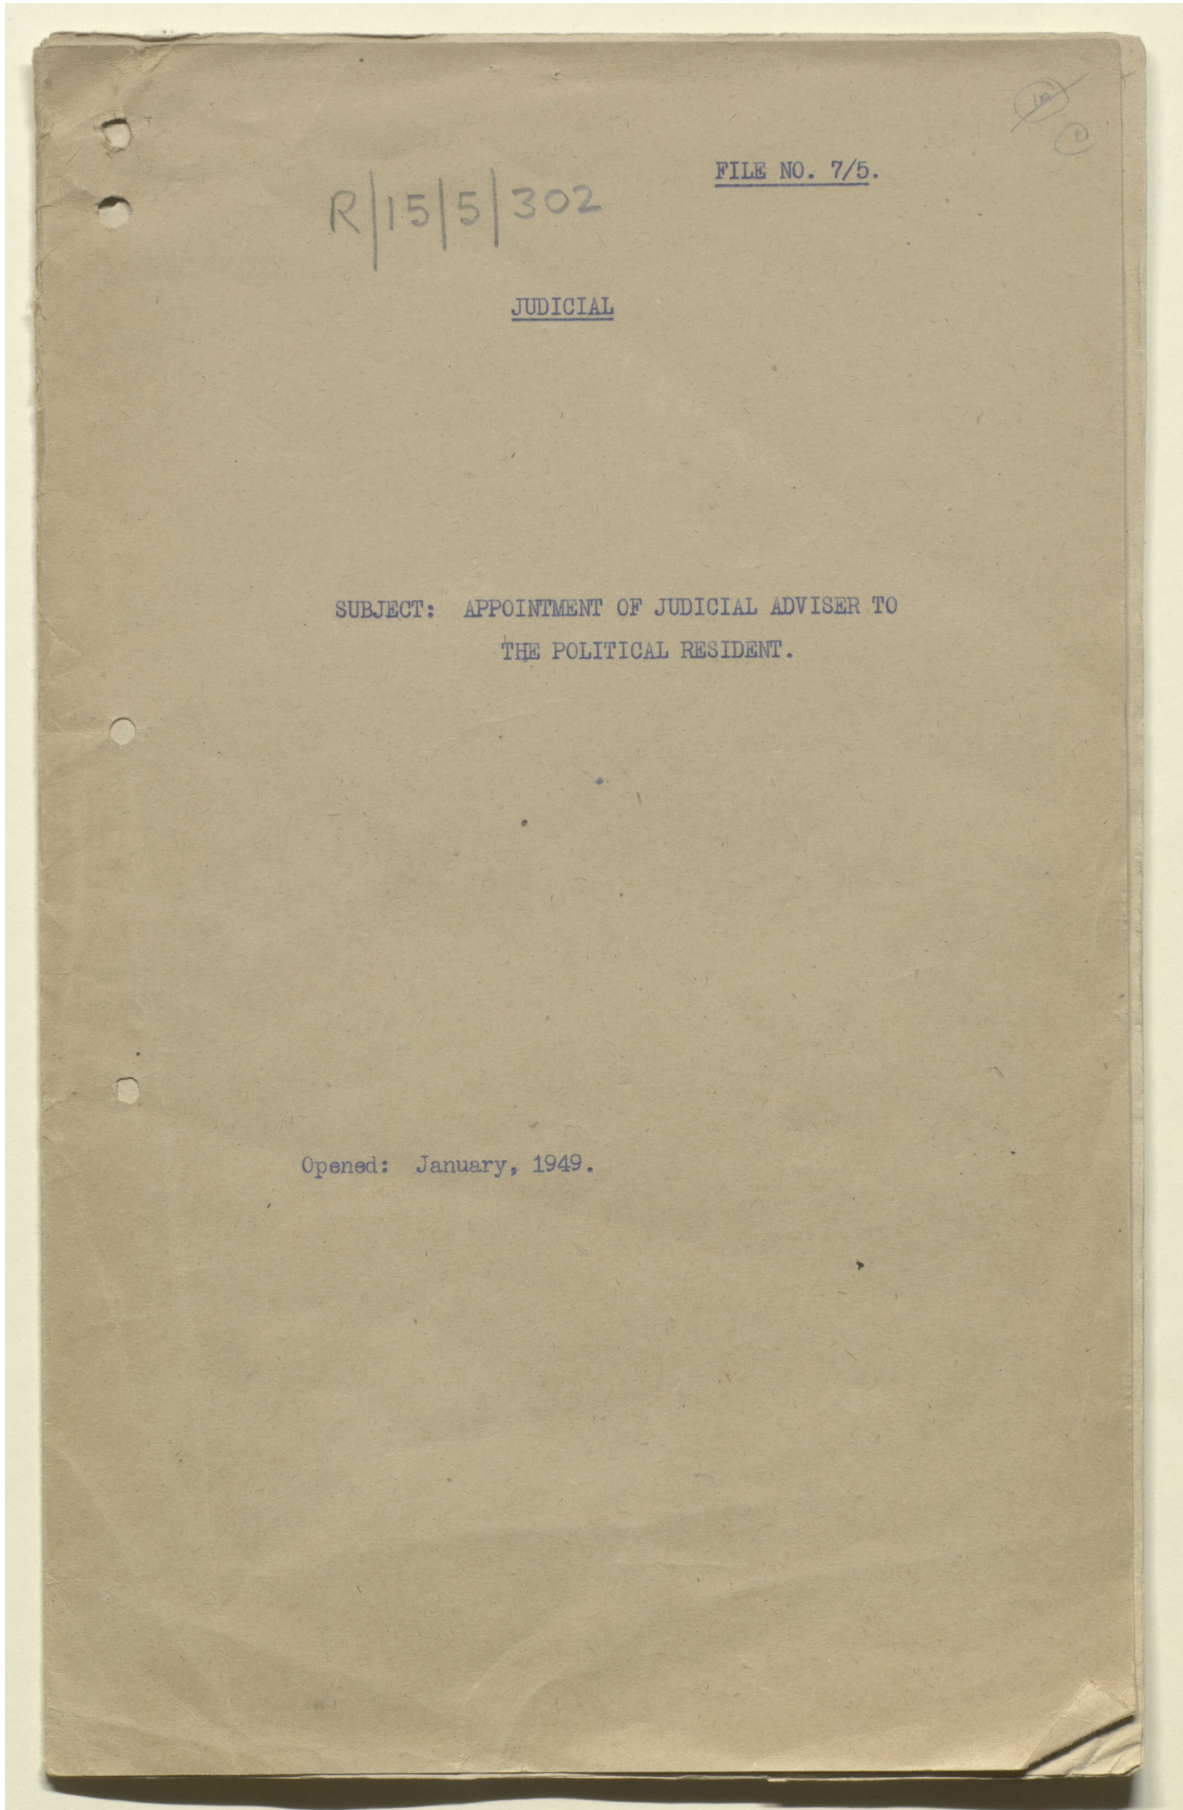 FILE NO. 7/5.
R/15/5/302
JUDICIAL
SUBJECT: APPOINTMENT OF JUDICIAL ADVISER TO
THE POLITICAL RESIDENT.
Opened: January, 1949.